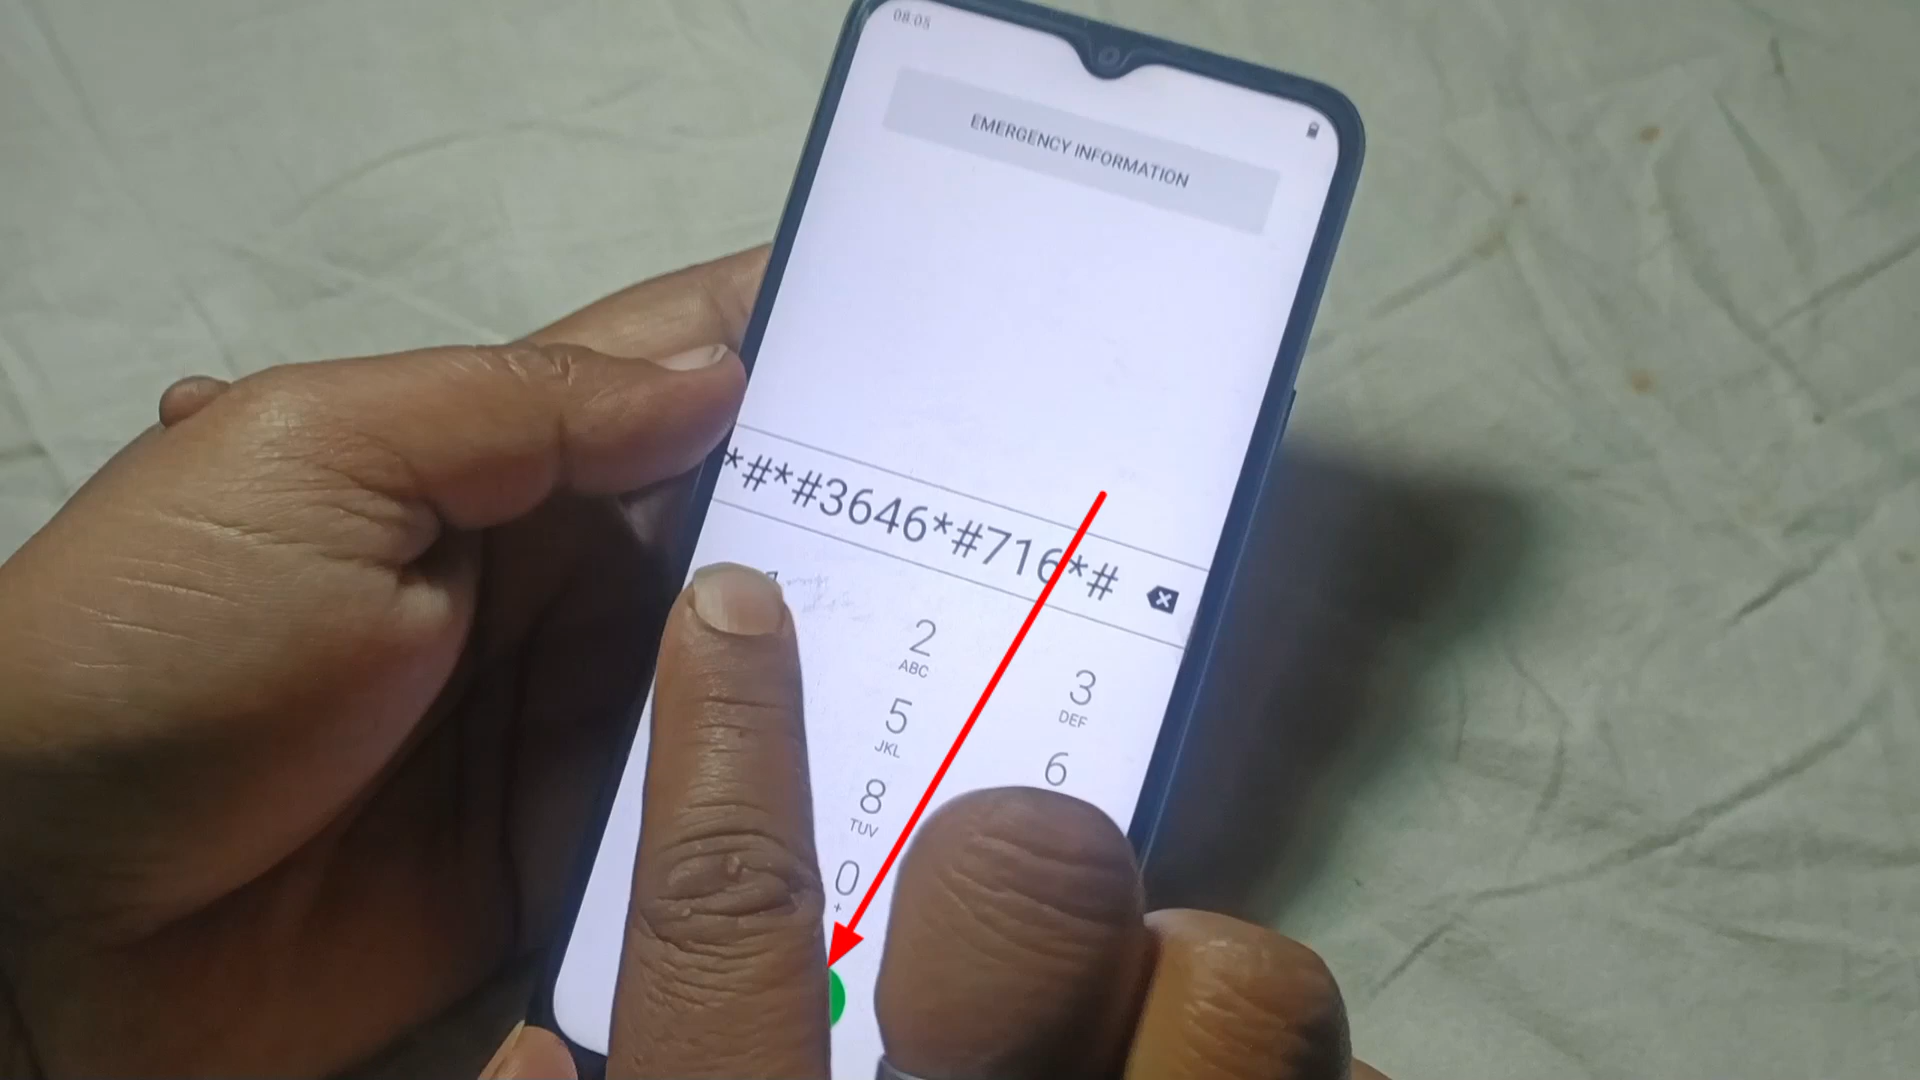 08:05
EMERGENCY INFORMATION
*#*#3646*#716*#
2
ABC
3
DEF
5
JKL
6
8
TUV
0
+